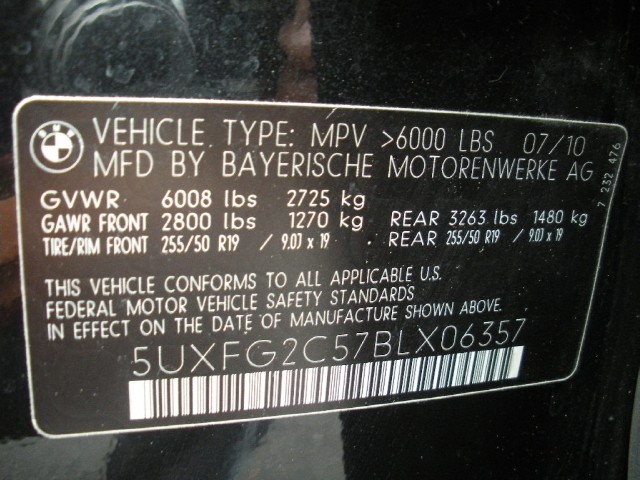 BMW
VEHICLE TYPE: MPV >6000 LBS 07/10
MFD BY BAYERISCHE MOTORENWERKE AG
GVWR 6008 lbs 2725 kg
GAWR FRONT 2800 lbs 1270 kg REAR 3263 lbs 1480 kg
TIRE/RIM FRONT 255/50 R19 / 9.0J x 19 . REAR 255/50 R19 / 9.0J x 19
THIS VEHICLE CONFORMS TO ALL APPLICABLE U.S.
FEDERAL MOTOR VEHICLE SAFETY STANDARDS
IN EFFECT ON THE DATE OF MANUFACTURE SHOWN ABOVE.
5UXFG2C57BLX06357
7 232 476